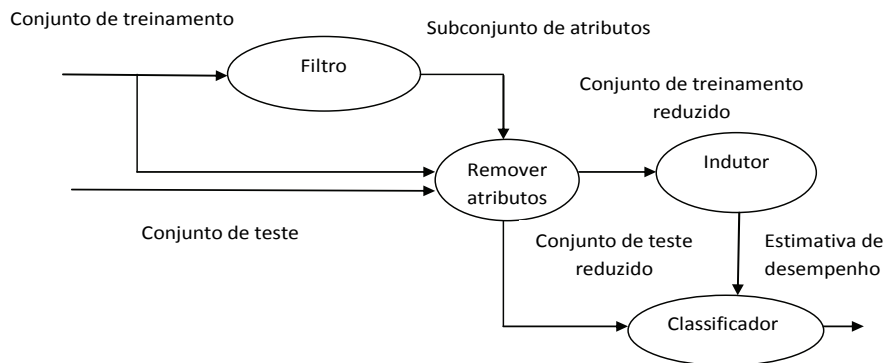 Conjunto de treinamento
Subconjunto de atributos
Filtro
Conjunto de treinamento
reduzido
Remover
atributos
Indutor
Conjunto de teste
Conjunto de teste
reduzido
Estimativa de
desempenho
Classificador